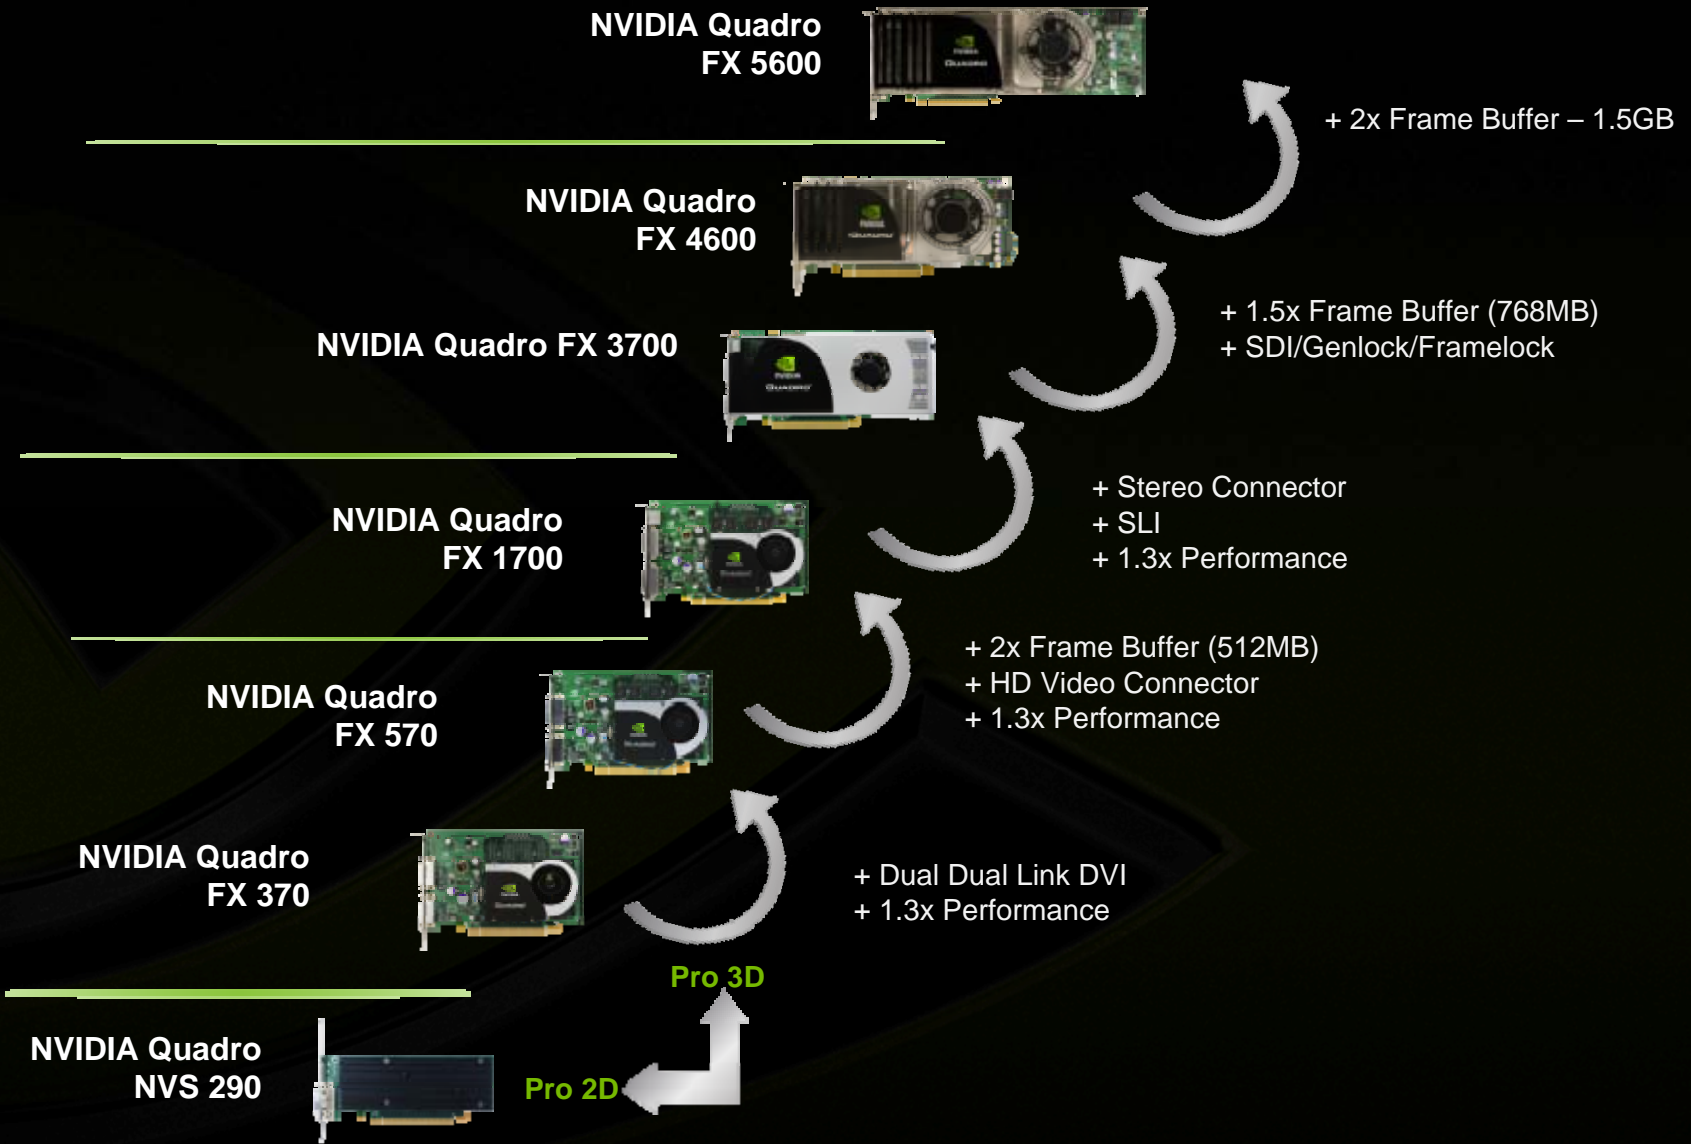 NVIDIA Quadro
FX 5600
+ 2x Frame Buffer – 1.5GB
NVIDIA Quadro
FX 4600
+ 1.5x Frame Buffer (768MB)
+ SDI/Genlock/Framelock
NVIDIA Quadro FX 3700
+ Stereo Connector
+ SLI
+ 1.3x Performance
NVIDIA Quadro
FX 1700
+ 2x Frame Buffer (512MB)
+ HD Video Connector
+ 1.3x Performance
NVIDIA Quadro
FX 570
+ Dual Dual Link DVI
+ 1.3x Performance
NVIDIA Quadro
FX 370
Pro 3D
NVIDIA Quadro
NVS 290
Pro 2D